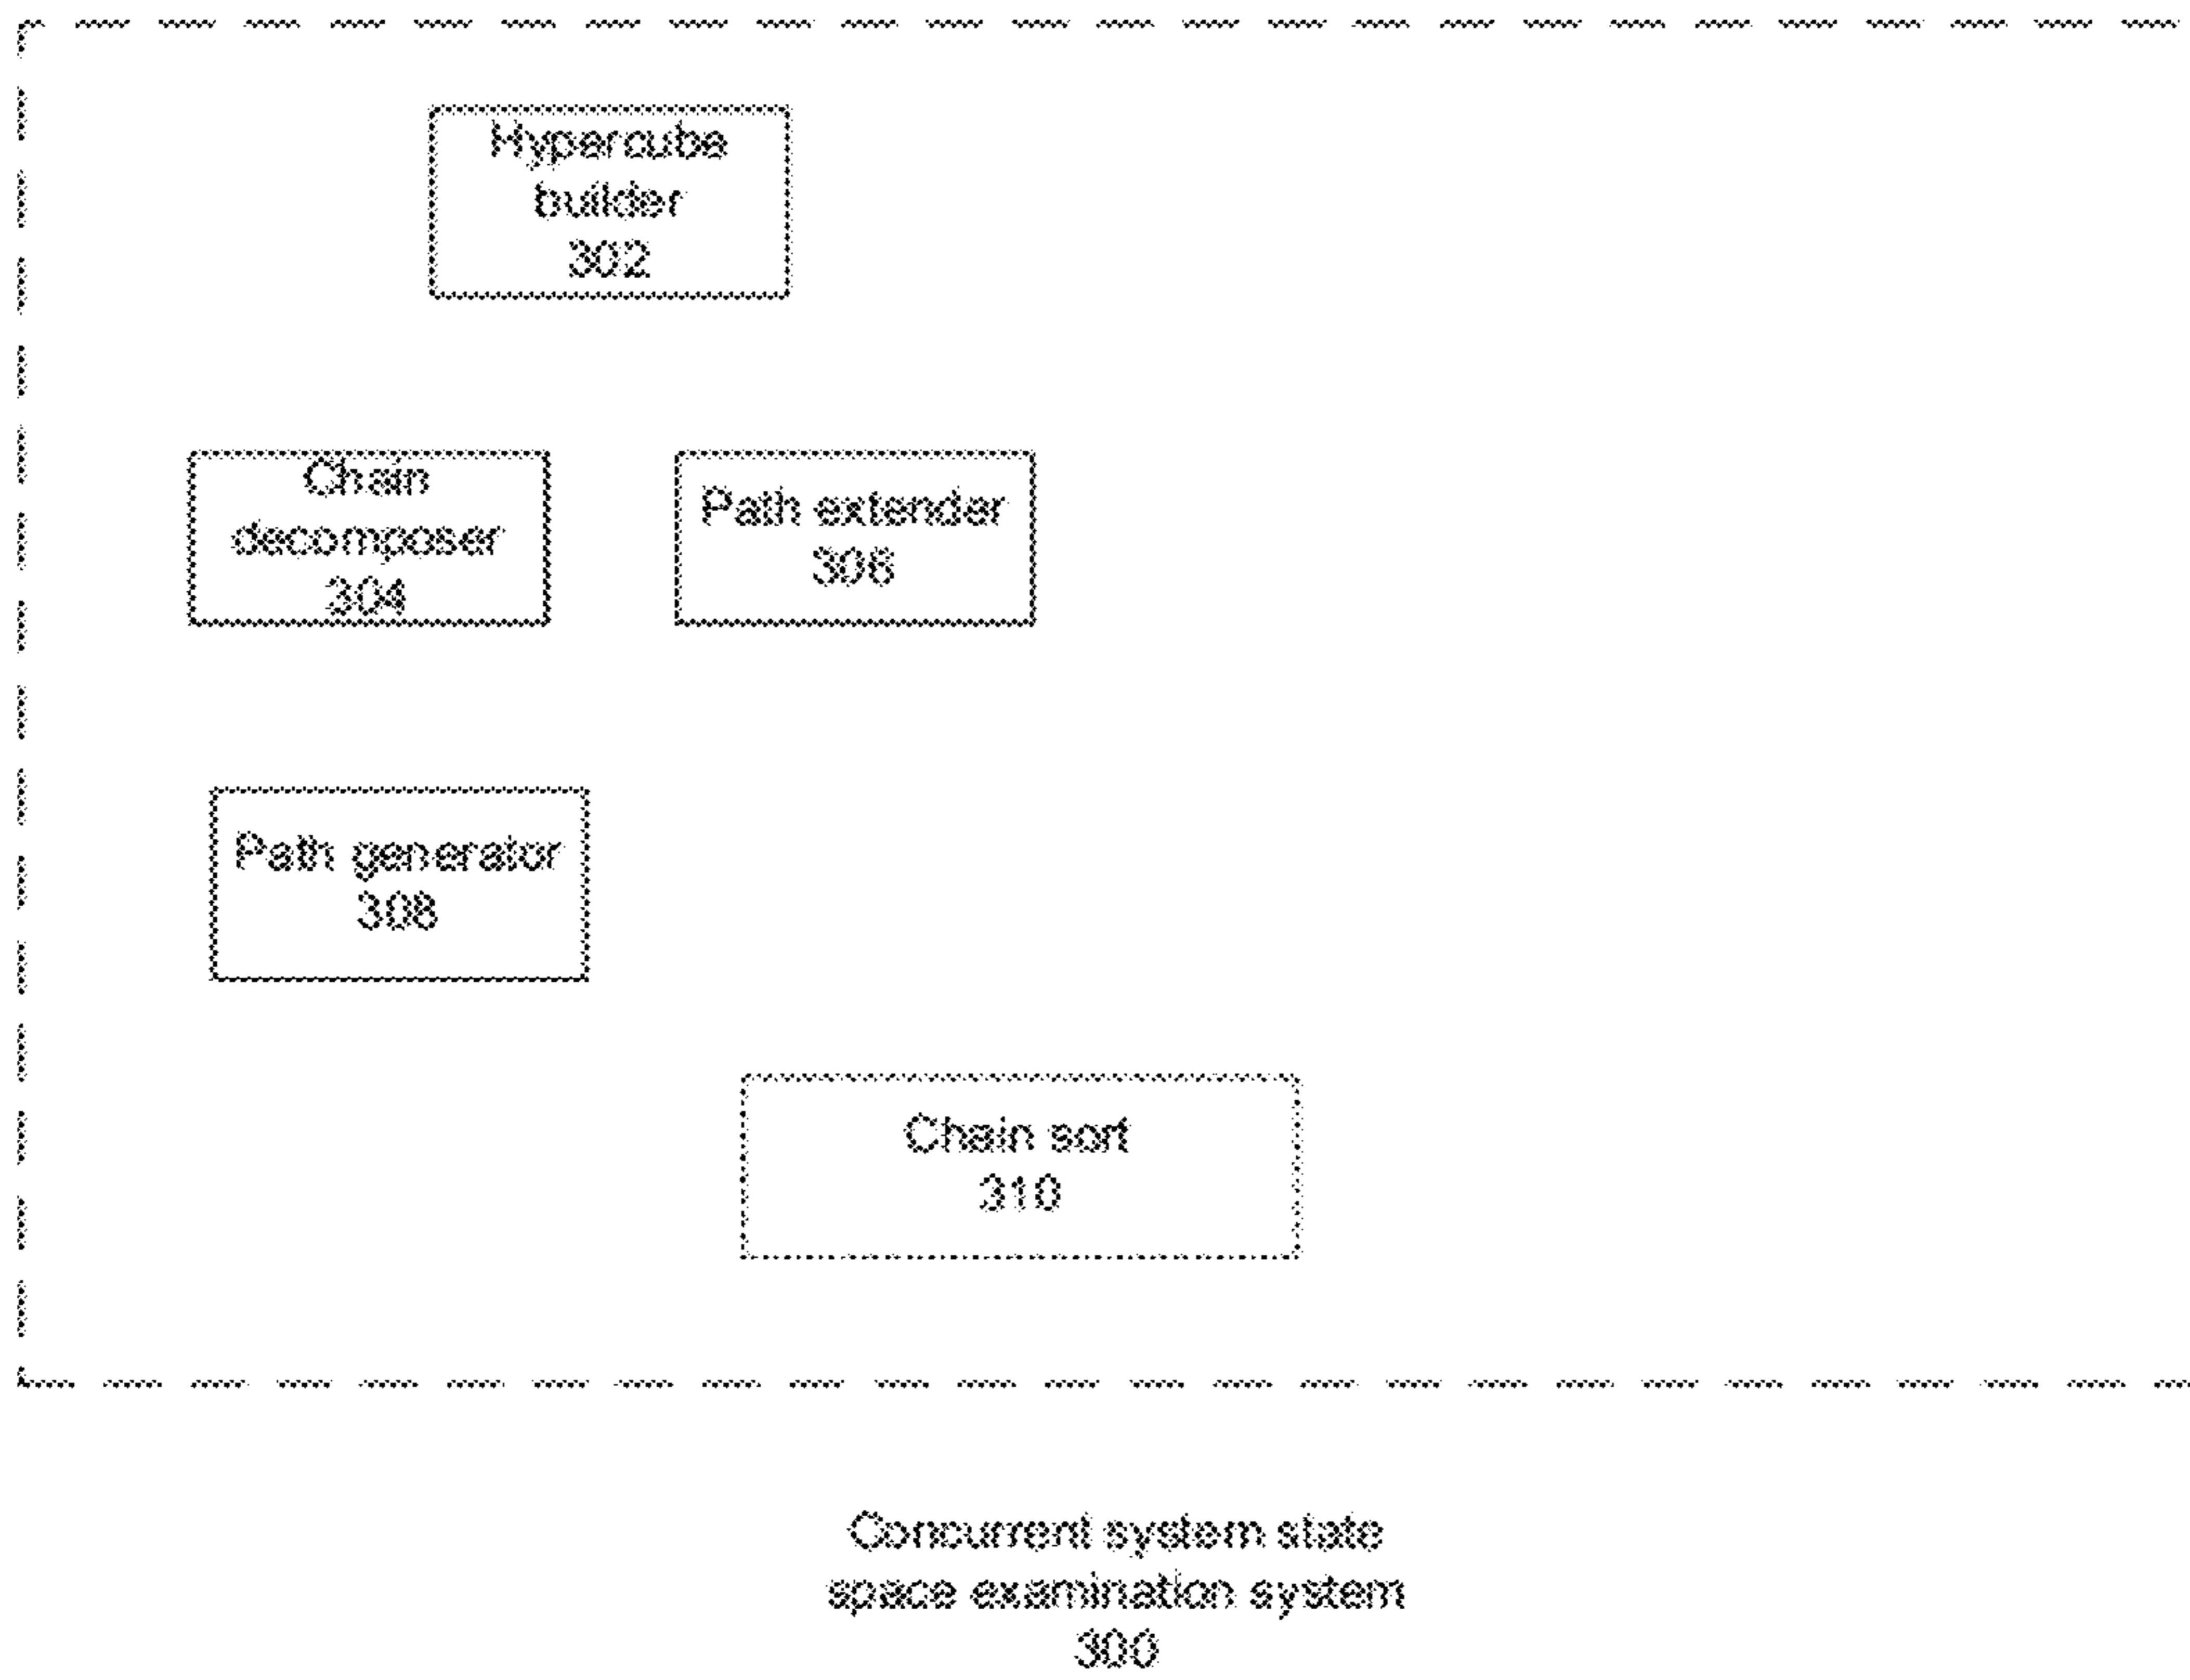 Hypercube
builder
302
Chain
decomposer
304
Path extender
306
Path generator
308
Chain sort
310
Concurrent system state
space examination system
300